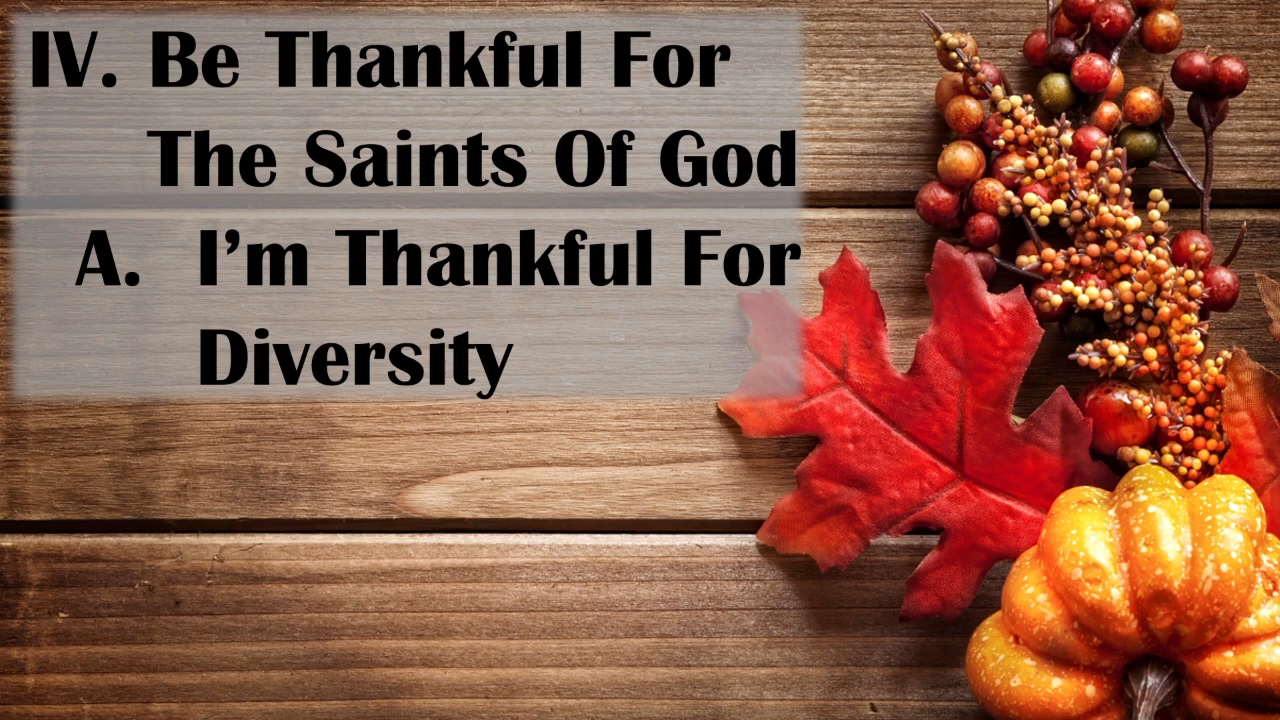 IV. Be Thankful For
The Saints Of God
A. I’m Thankful For
Diversity